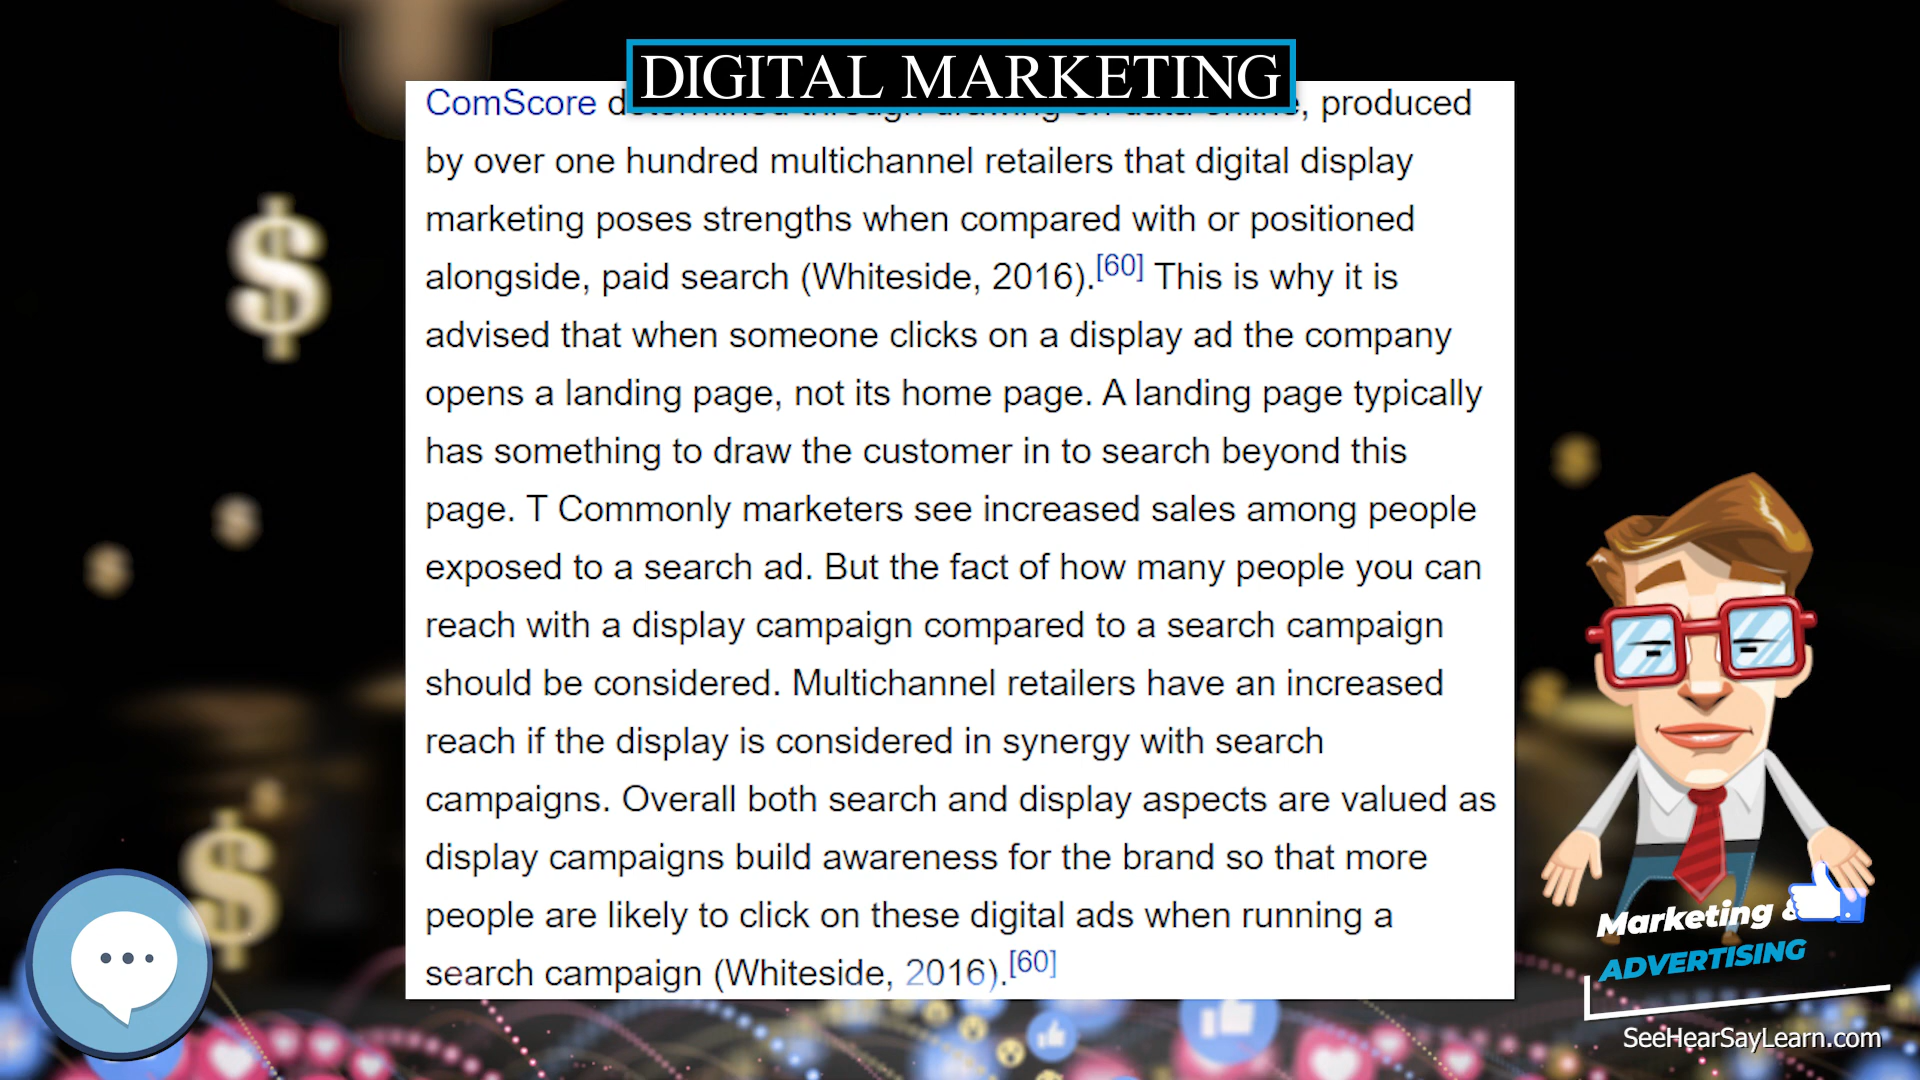 DIGITAL MARKETING
ComScore determined through drawing on data online, produced
by over one hundred multichannel retailers that digital display
marketing poses strengths when compared with or positioned
alongside, paid search (Whiteside, 2016).[60] This is why it is
advised that when someone clicks on a display ad the company
opens a landing page, not its home page. A landing page typically
has something to draw the customer in to search beyond this
page. T Commonly marketers see increased sales among people
exposed to a search ad. But the fact of how many people you can
reach with a display campaign compared to a search campaign
should be considered. Multichannel retailers have an increased
reach if the display is considered in synergy with search
campaigns. Overall both search and display aspects are valued as
display campaigns build awareness for the brand so that more
people are likely to click on these digital ads when running a
search campaign (Whiteside, 2016).[60]
Marketing &
ADVERTISING
SeeHearSayLearn.com